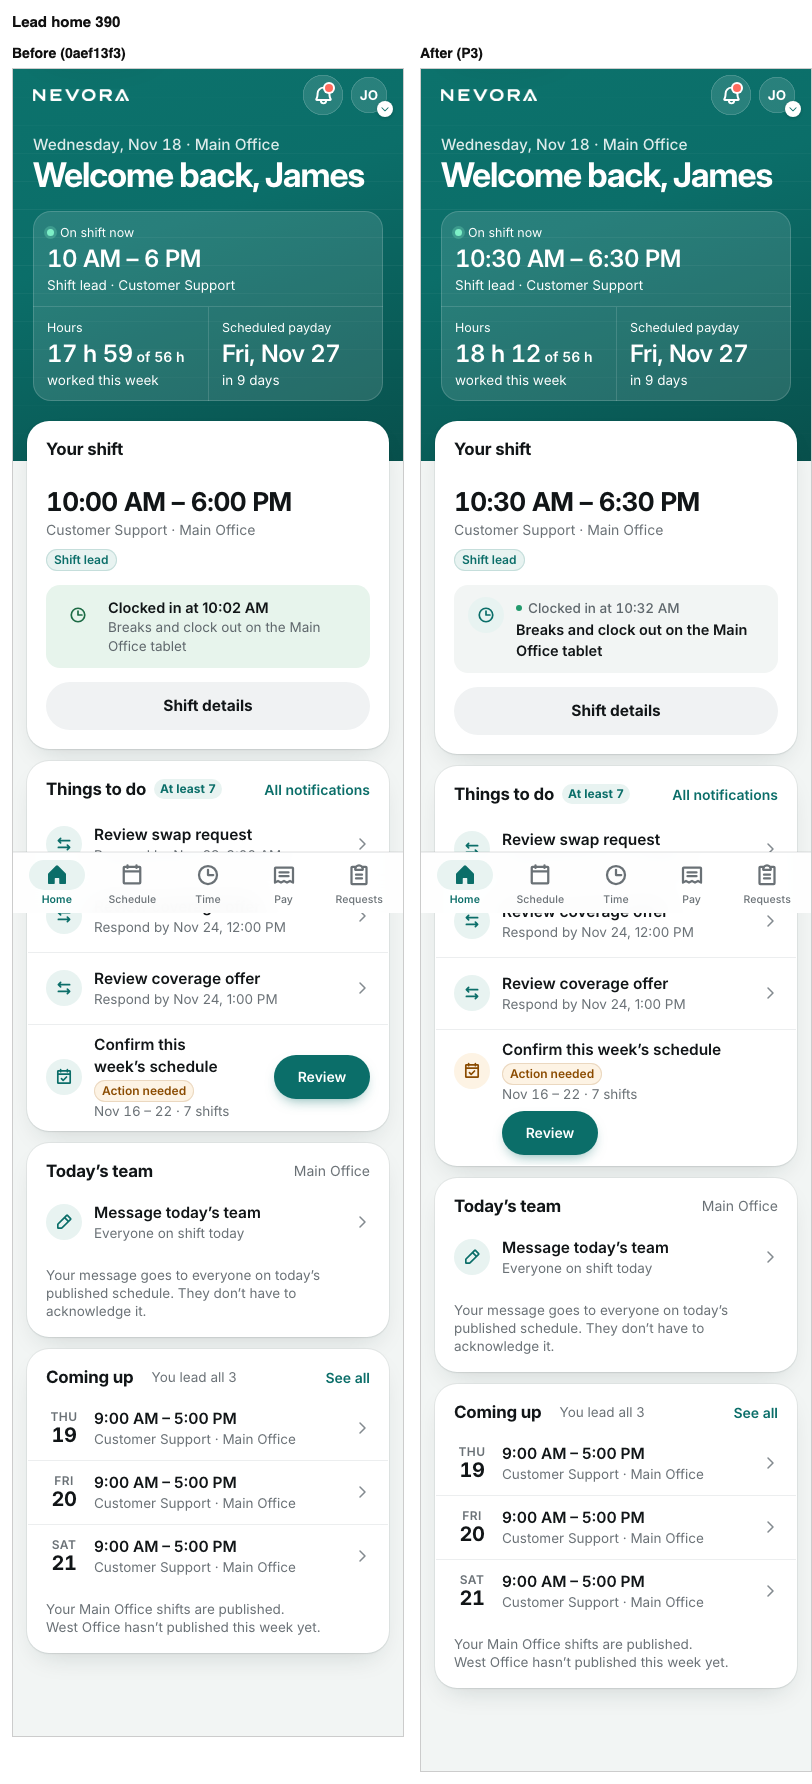 Lead home 390
Before (0aef13f3)
NEVORA
JO
Wednesday, Nov 18 · Main Office
Welcome back, James
On shift now
10 AM – 6 PM
Shift lead · Customer Support
Hours
17 h 59 of 56 h
worked this week
Scheduled payday
Fri, Nov 27
in 9 days
Your shift
10:00 AM – 6:00 PM
Customer Support · Main Office
Shift lead
Clocked in at 10:02 AM
Breaks and clock out on the Main
Office tablet
Shift details
Things to do
At least 7
All notifications
Review swap request
Home
Schedule
Time
Pay
Requests
Respond by Nov 24, 12:00 PM
Review coverage offer
Respond by Nov 24, 1:00 PM
Confirm this
week’s schedule
Action needed
Nov 16 – 22 · 7 shifts
Review
Today’s team
Main Office
Message today’s team
Everyone on shift today
Your message goes to everyone on today’s
published schedule. They don’t have to
acknowledge it.
Coming up
You lead all 3
See all
THU
19
9:00 AM – 5:00 PM
Customer Support · Main Office
FRI
20
9:00 AM – 5:00 PM
Customer Support · Main Office
SAT
21
9:00 AM – 5:00 PM
Customer Support · Main Office
Your Main Office shifts are published.
West Office hasn’t published this week yet.
After (P3)
NEVORA
JO
Wednesday, Nov 18 · Main Office
Welcome back, James
On shift now
10:30 AM – 6:30 PM
Shift lead · Customer Support
Hours
18 h 12 of 56 h
worked this week
Scheduled payday
Fri, Nov 27
in 9 days
Your shift
10:30 AM – 6:30 PM
Customer Support · Main Office
Shift lead
Clocked in at 10:32 AM
Breaks and clock out on the Main
Office tablet
Shift details
Things to do
At least 7
All notifications
Review swap request
Home
Schedule
Time
Pay
Requests
Review coverage offer
Respond by Nov 24, 12:00 PM
Review coverage offer
Respond by Nov 24, 1:00 PM
Confirm this week’s schedule
Action needed
Nov 16 – 22 · 7 shifts
Review
Today’s team
Main Office
Message today’s team
Everyone on shift today
Your message goes to everyone on today’s
published schedule. They don’t have to
acknowledge it.
Coming up
You lead all 3
See all
THU
19
9:00 AM – 5:00 PM
Customer Support · Main Office
FRI
20
9:00 AM – 5:00 PM
Customer Support · Main Office
SAT
21
9:00 AM – 5:00 PM
Customer Support · Main Office
Your Main Office shifts are published.
West Office hasn’t published this week yet.